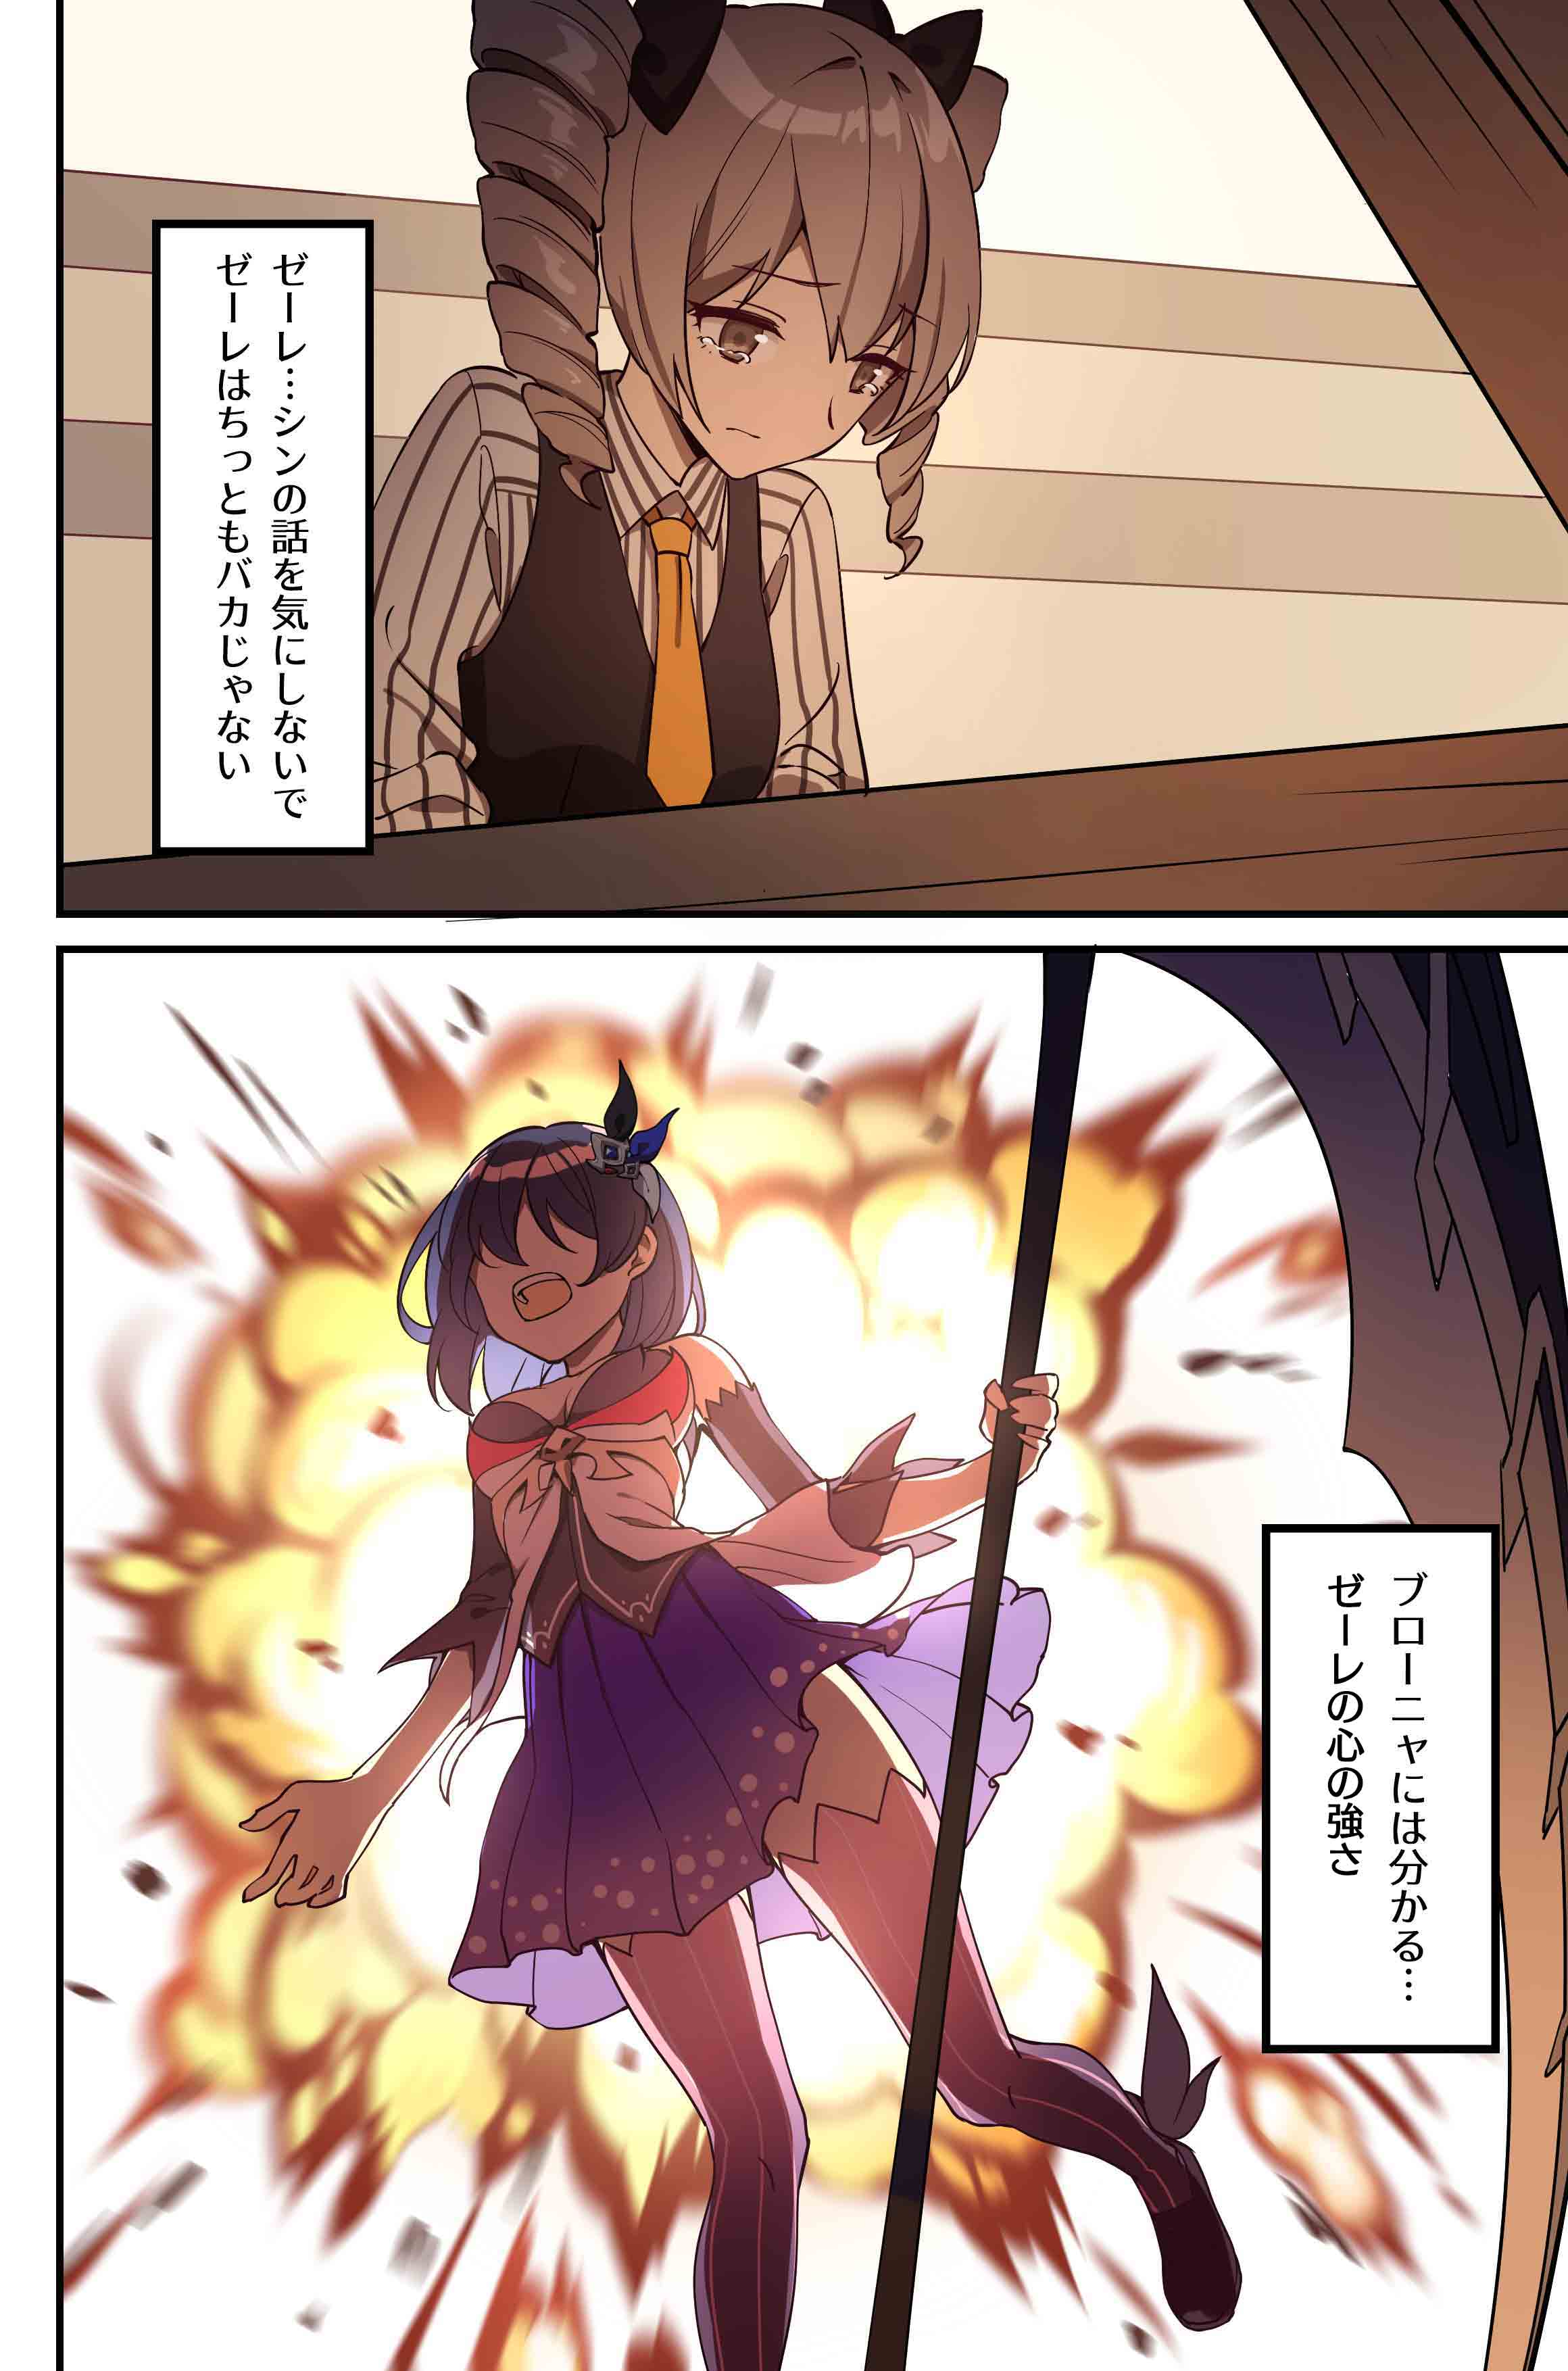 ゼーレ…シンの話を気にしないで
ゼーレはちっともバカじゃない
ブローニャには分かる…
ゼーレの心の強さ